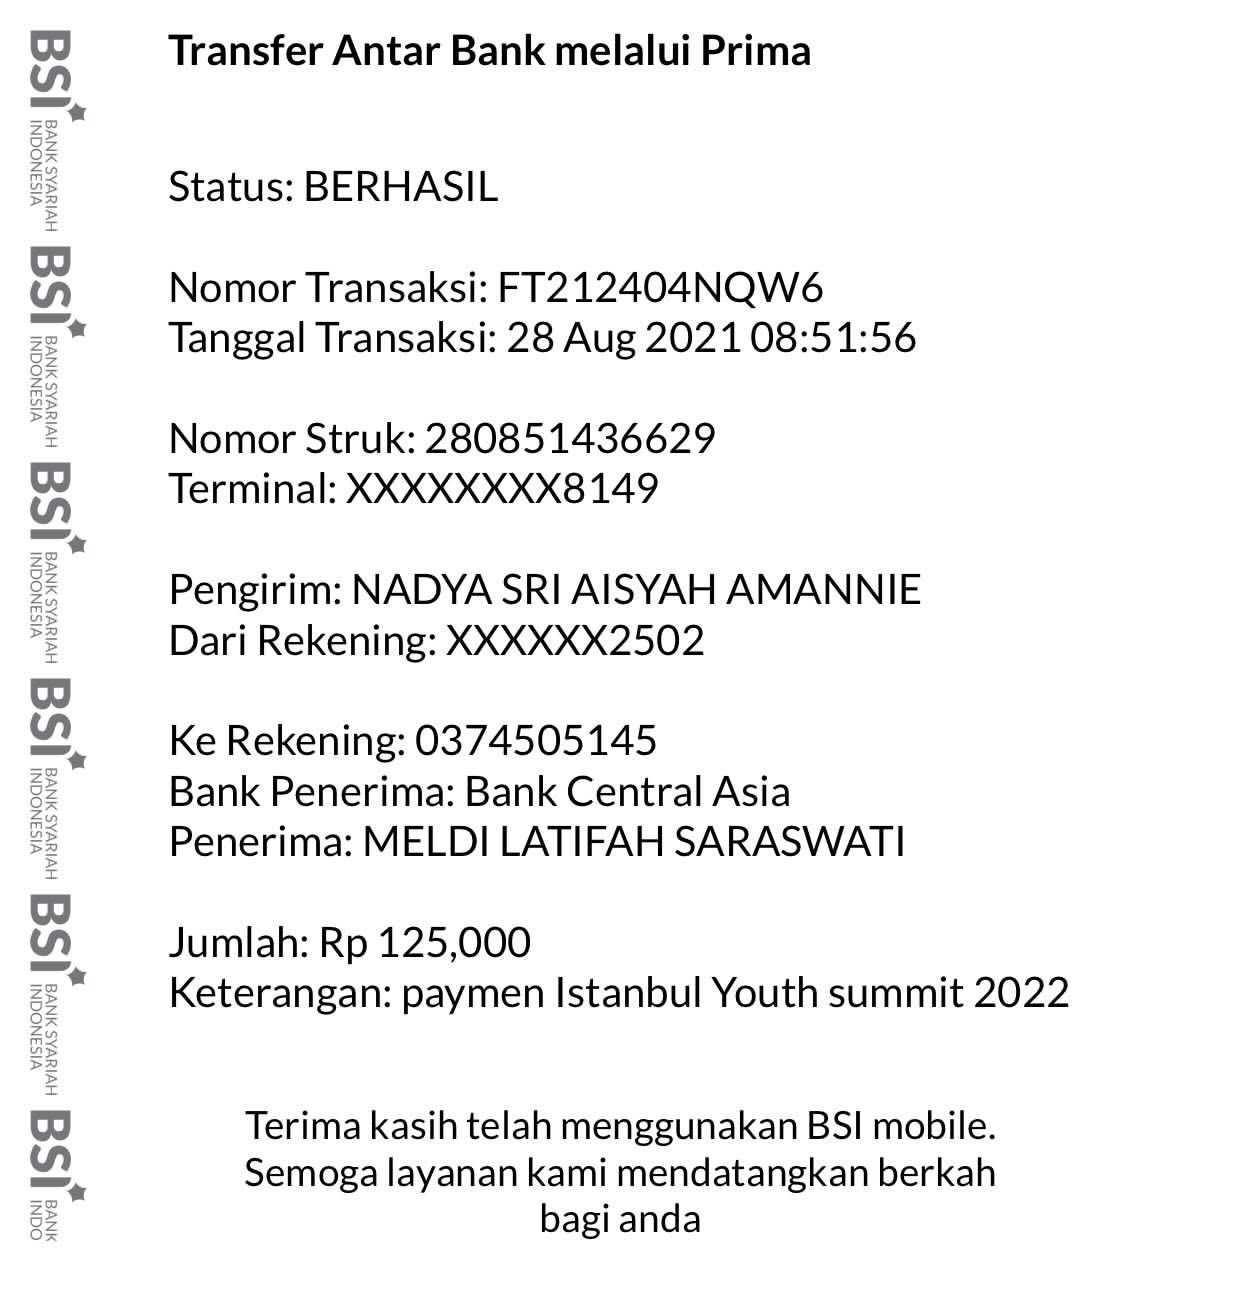 Transfer Antar Bank melalui Prima
Status: BERHASIL
Nomor Transaksi: FT212404NQW6
Tanggal Transaksi: 28 Aug 2021 08:51:56
Nomor Struk: 280851436629
Terminal: XXXXXXXX8149
Pengirim: NADYA SRI AISYAH AMANNIE
Dari Rekening: XXXXXX2502
Ke Rekening: 0374505145
Bank Penerima: Bank Central Asia
Penerima: MELDI LATIFAH SARASWATI
Jumlah: Rp 125,000
Keterangan: paymen Istanbul Youth summit 2022
Terima kasih telah menggunakan BSI mobile.
Semoga layanan kami mendatangkan berkah
bagi anda
BSI
BANK SYARIAH
INDONESIA
BSI
BANK SYARIAH
INDONESIA
BSI
BANK SYARIAH
INDONESIA
BSI
BANK SYARIAH
INDONESIA
BSI
BANK SYARIAH
INDONESIA
BSI
BANK
INDO